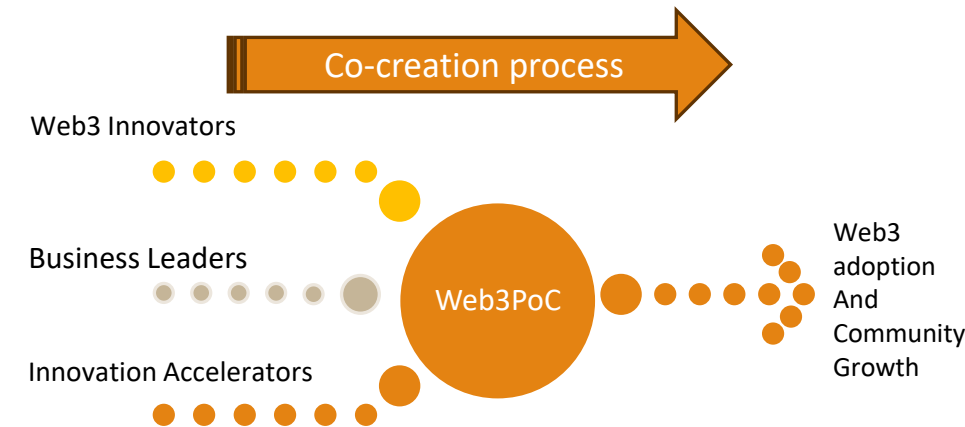 Co-creation process
Web3 Innovators
Business Leaders
Web3PoC
Innovation Accelerators
Web3
adoption
And
Community
Growth